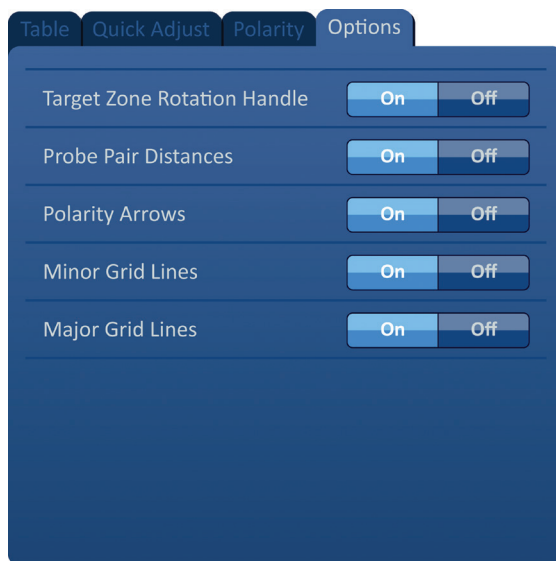 Table Quick Adjust Polarity Options
Target Zone Rotation Handle On Off
Probe Pair Distances On Off
Polarity Arrows On Off
Minor Grid Lines On Off
Major Grid Lines On Off